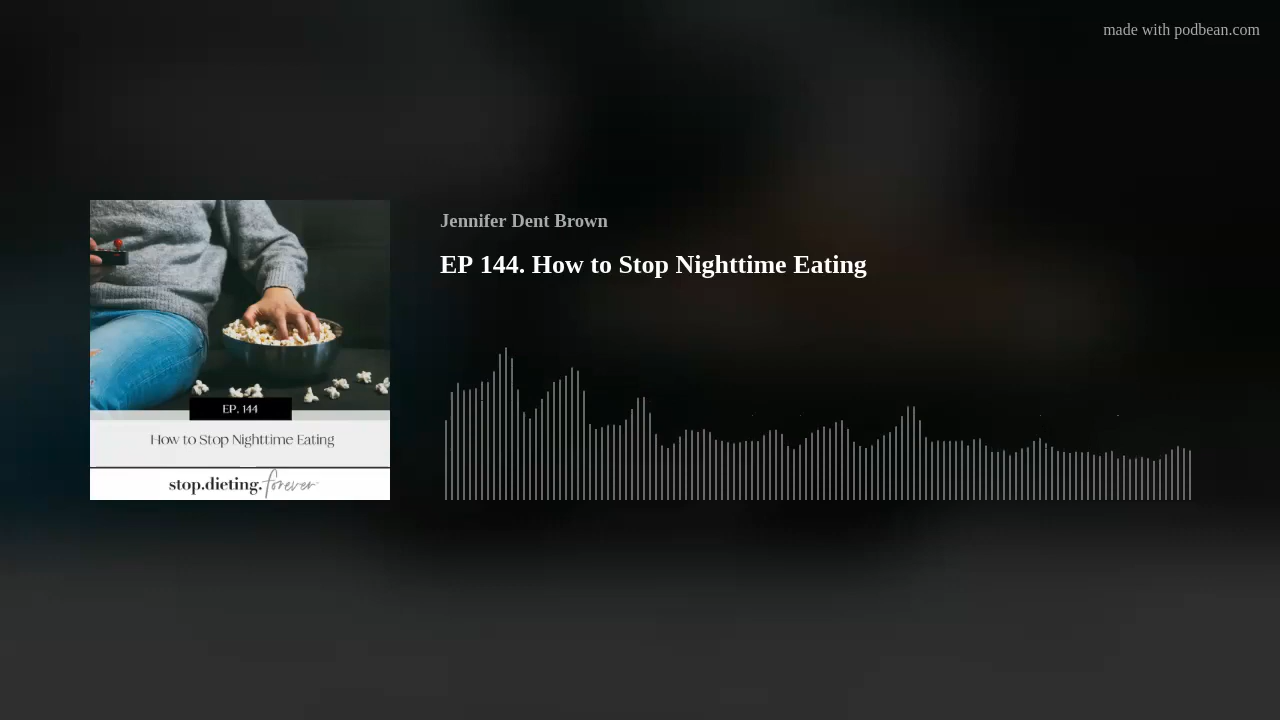 made with podbean.com
Jennifer Dent Brown
EP 144. How to Stop Nighttime Eating
EP. 144
How to Stop Nighttime Eating
stop.dieting.forever